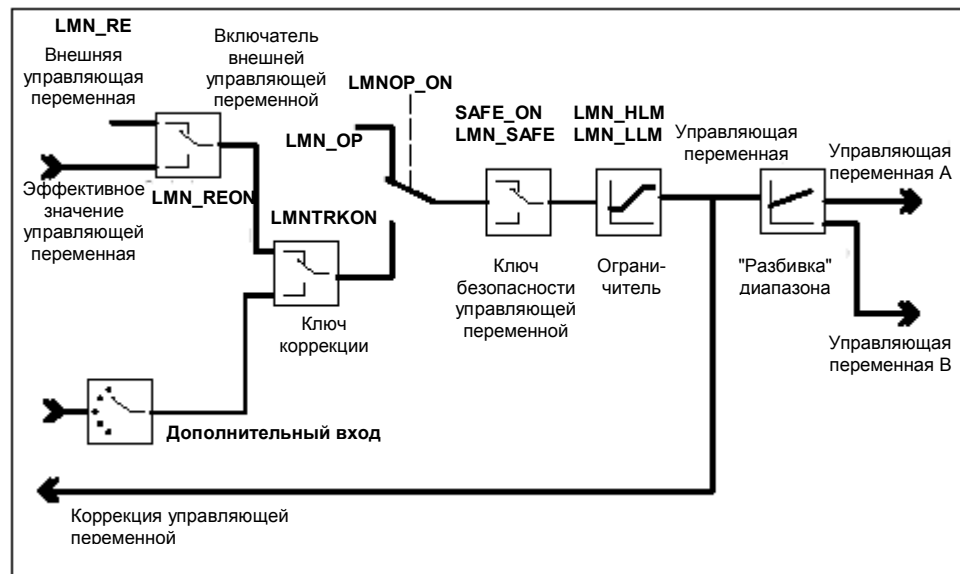 LMN_RE
Внешняя
управляющая
переменная
Включатель
внешней
управляющей
переменной
LMNOP_ON
LMN_OP
SAFE_ON
LMN_SAFE
LMN_HLM
LMN_LLM
Управляющая
переменная
Управляющая
переменная А
Эффективное
значение
управляющей
переменная
LMN_REON
LMNTRKON
Ключ
коррекции
Ключ
безопасности
управляющей
переменной
Ограни-
читель
"Разбивка"
диапазона
Управляющая
переменная В
Дополнительный вход
Коррекция управляющей
переменной